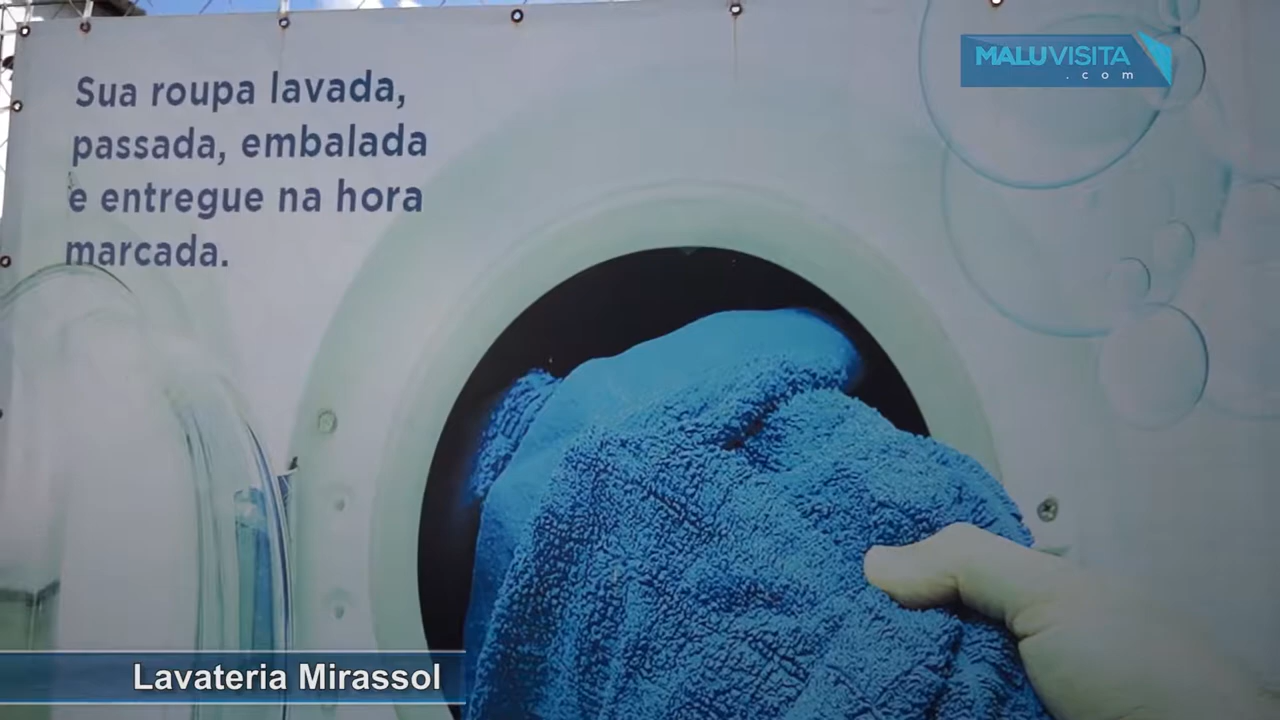 MALUVISITA
.com
Sua roupa lavada,
passada, embalada
e entregue na hora
marcada.
Lavateria Mirassol